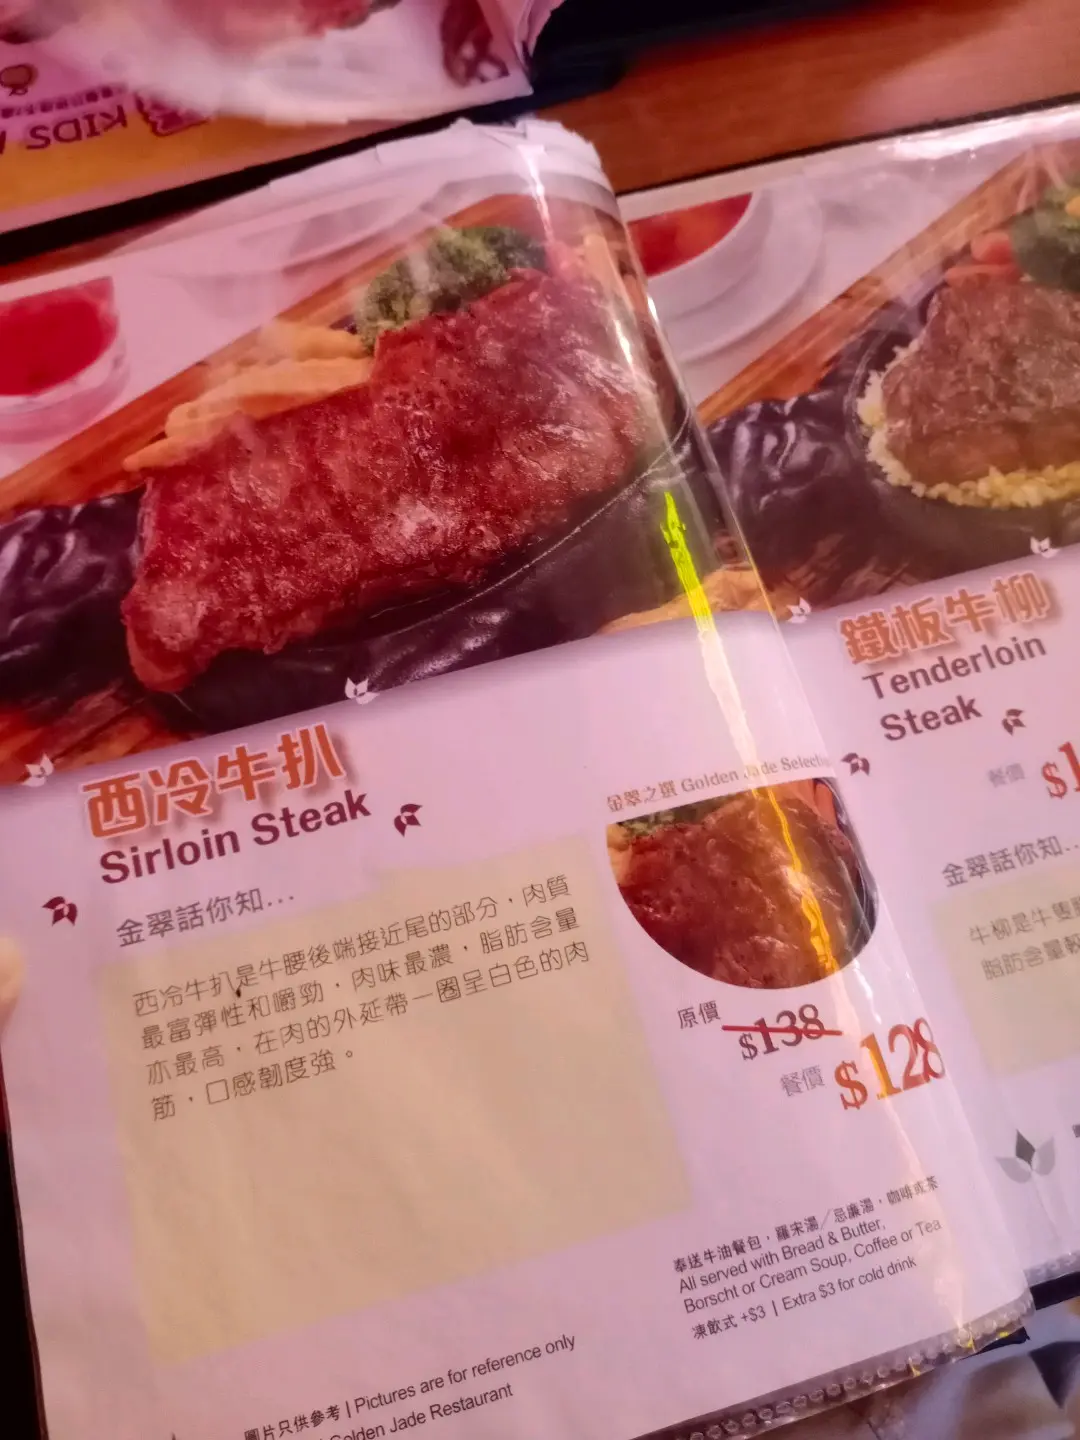 KIDS
西冷牛扒
Sirloin Steak
金翠話你知...
西冷牛扒是牛腰後端接近尾的部分，肉質
最富彈性和嚼勁，肉味最濃，脂肪含量
亦最高，在肉的外延帶一圈呈白色的肉
筋，口感韌度強。
金翠之選 Golden Jade Selection
原價 $138
餐價 $128
奉送牛油餐包，羅宋湯／忌廉湯，咖啡或茶
All served with Bread & Butter,
Borscht or Cream Soup, Coffee or Tea
凍飲式 +$3 | Extra $3 for cold drink
圖片只供參考 | Pictures are for reference only
Golden Jade Restaurant
鐵板牛柳
Tenderloin
Steak
餐價 $1
金翠話你知...
牛柳是牛隻
脂肪含量較